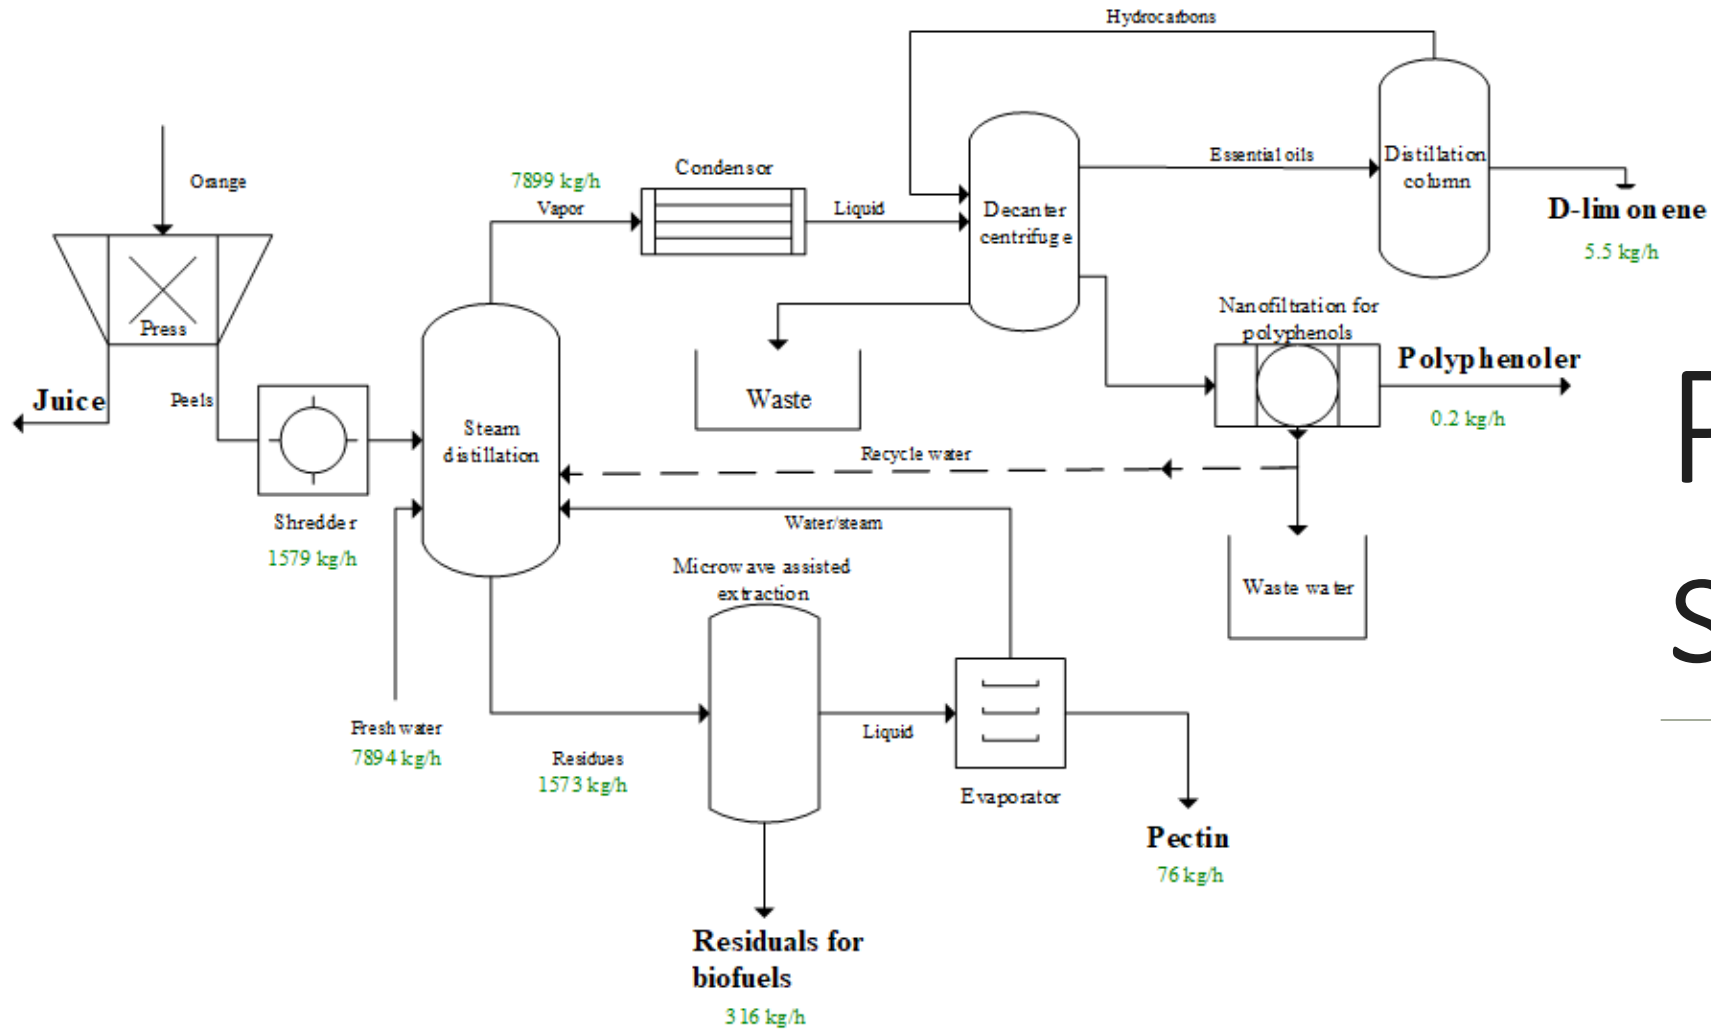 Hydrocarbons
Orange
Condensor
7899 kg/h
Vapor
Liquid
Essential oils
Distillation
column
D-limonene
5.5 kg/h
Decanter
centrifuge
Press
Juice
Peels
Nanofiltration for
polyphenols
Polyphenoler
0.2 kg/h
Waste
Steam
distillation
Recycle water
Shredder
1579 kg/h
Water/steam
Microwave assisted
extraction
Waste water
Fresh water
7894 kg/h
Residues
1573 kg/h
Liquid
Evaporator
Pectin
76 kg/h
Residuals for
biofuels
316 kg/h